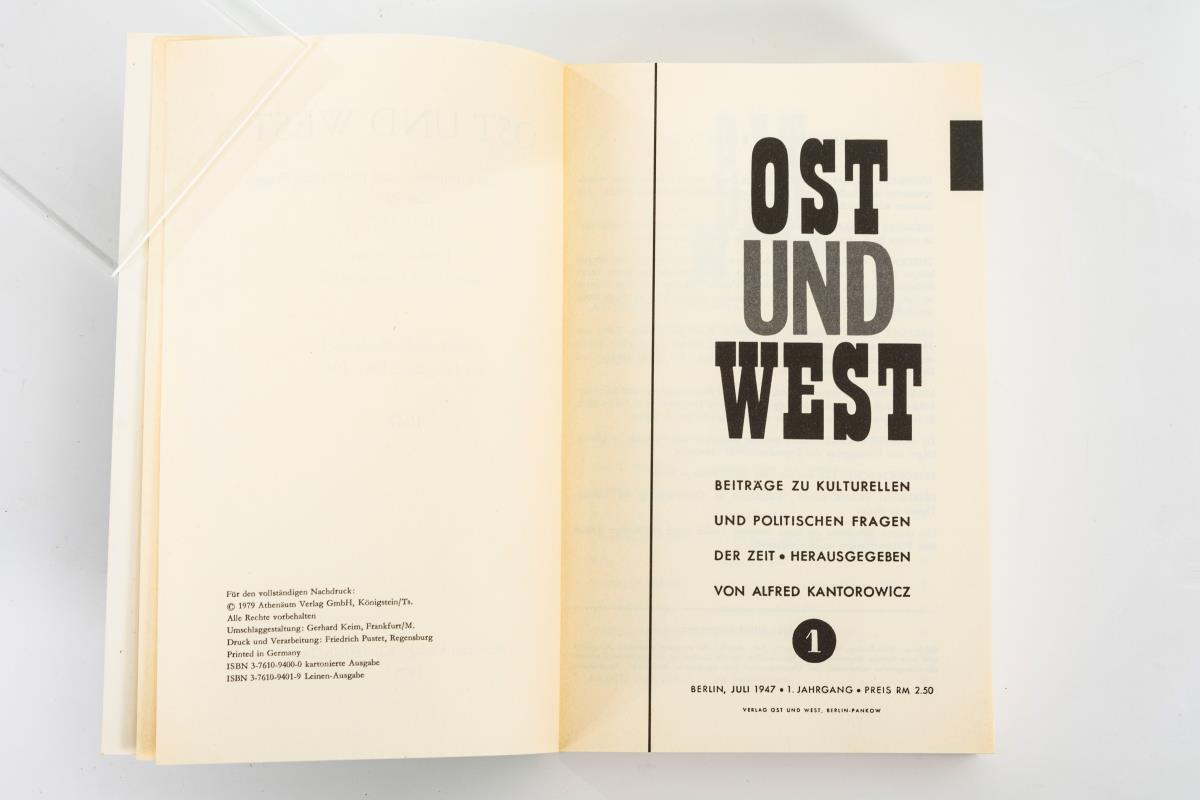 Für den vollständigen Nachdruck:
© 1979 Athenäum Verlag GmbH, Königstein/Ts.
Alle Rechte vorbehalten
Umschlaggestaltung: Gerhard Keim, Frankfurt/M.
Druck und Verarbeitung: Friedrich Pustet, Regensburg
Printed in Germany
ISBN 3-7610-9400-0 kartonierte Ausgabe
ISBN 3-7610-9401-9 Leinen-Ausgabe
OST
UND
WEST
BEITRÄGE ZU KULTURELLEN
UND POLITISCHEN FRAGEN
DER ZEIT • HERAUSGEGEBEN
VON ALFRED KANTOROWICZ
1
BERLIN, JULI 1947 • 1. JAHRGANG • PREIS RM 2.50
VERLAG OST UND WEST, BERLIN-PANKOW